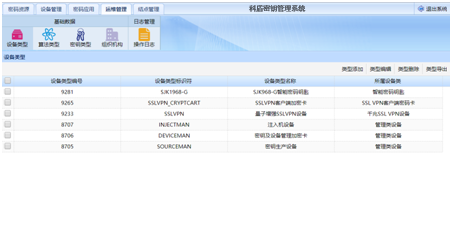 密码资源 设备管理 密码应用 运维管理 组点管理 科盾密钥管理系统 退出系统
基础数据 日志管理
设备类型 算法类型 密钥类型 组织机构 操作日志
设备类型
类型添加 类型编辑 类型删除 类型导出
设备类型编号 设备类型标识符 设备类型名称 所属设备类
9281 SJK1968-G SJK1968-G智能密码钥匙 智能密码钥匙
9265 SSLVPN_CRYPTCART SSLVPN客户端加密卡 SSL VPN客户端密码卡
9233 SSLVPN 量子增强SSLVPN设备 千兆SSL VPN设备
8707 INJECTMAN 注入机设备 管理类设备
8706 DEVICEMAN 密钥及设备管理加密卡 管理类设备
8705 SOURCEMAN 密钥生产设备 管理类设备